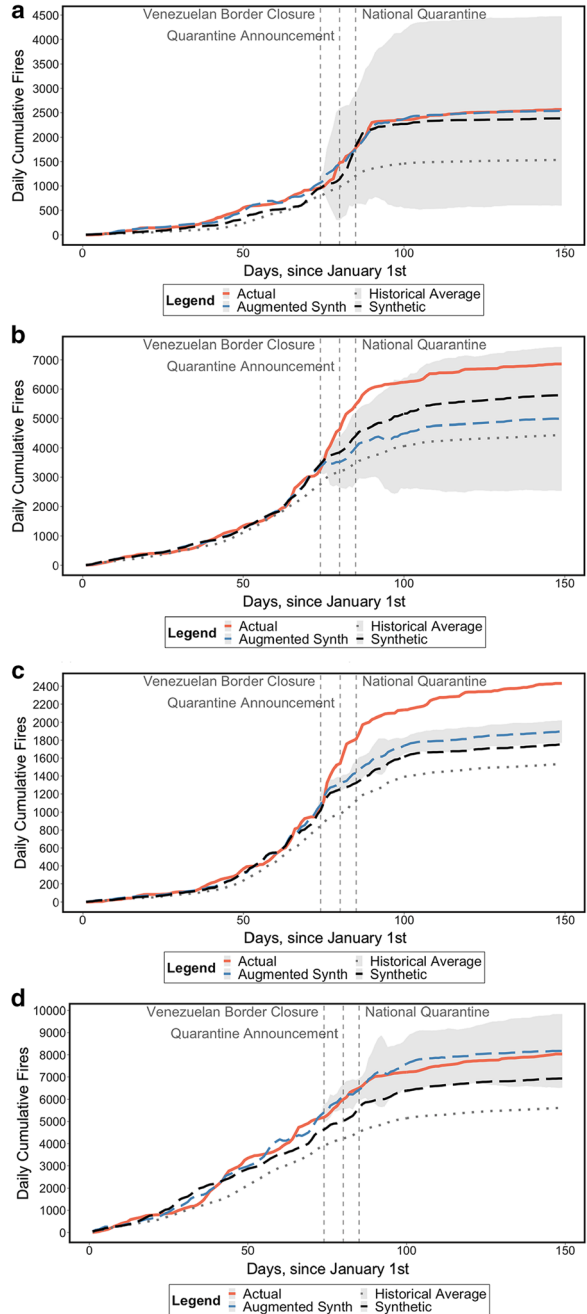 a
Venezuelan Border Closure
National Quarantine
Quarantine Announcement
Daily Cumulative Fires
4500
4000
3500
3000
2500
2000
1500
1000
500
0
0 50 100 150
Days, since January 1st
Legend
Actual
Historical Average
Augmented Synth
Synthetic
b
Venezuelan Border Closure
National Quarantine
Quarantine Announcement
Daily Cumulative Fires
7000
6000
5000
4000
3000
2000
1000
0
0 50 100 150
Days, since January 1st
Legend
Actual
Historical Average
Augmented Synth
Synthetic
c
Venezuelan Border Closure
National Quarantine
Quarantine Announcement
Daily Cumulative Fires
2400
2200
2000
1800
1600
1400
1200
1000
800
600
400
200
0
0 50 100 150
Days, since January 1st
Legend
Actual
Historical Average
Augmented Synth
Synthetic
d
Venezuelan Border Closure
National Quarantine
Quarantine Announcement
Daily Cumulative Fires
10000
9000
8000
7000
6000
5000
4000
3000
2000
1000
0
0 50 100 150
Days, since January 1st
Legend
Actual
Historical Average
Augmented Synth
Synthetic